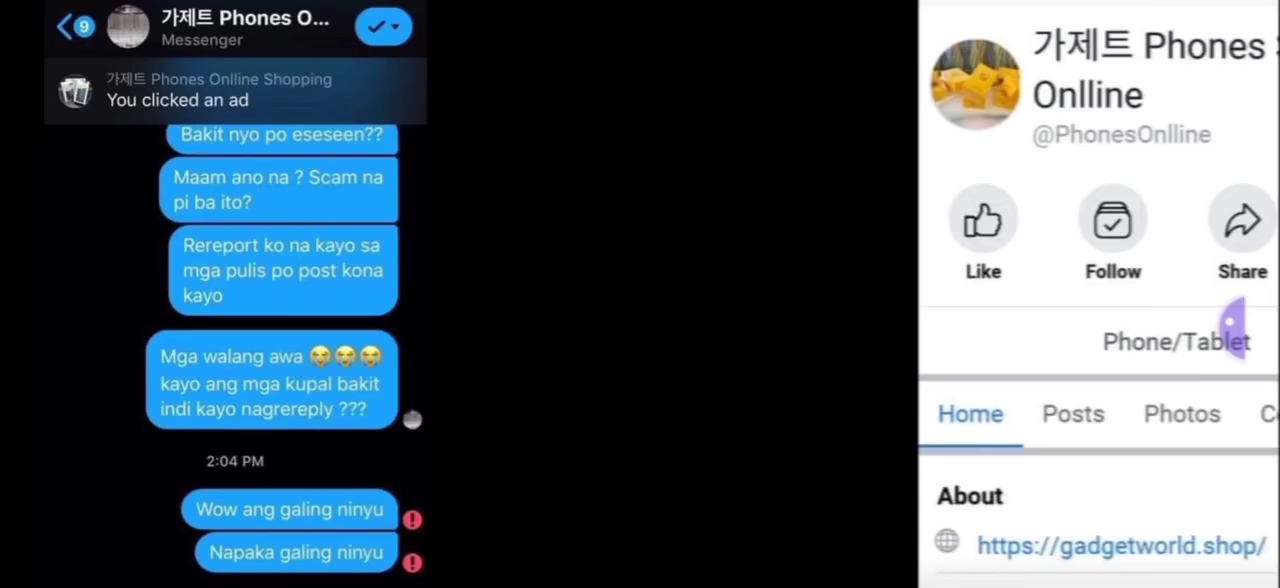 9
가제트 Phones O...
Messenger
가제트 Phones Onlline Shopping
You clicked an ad
Bakit nyo po eseseen??
Maam ano na ? Scam na
pi ba ito?
Rereport ko na kayo sa
mga pulis po post kona
kayo
Mga walang awa 😭😭😭
kayo ang mga kupal bakit
indi kayo nagrereply ???
2:04 PM
Wow ang galing ninyu
Napaka galing ninyu
가제트 Phones
Onlline
@PhonesOnlline
Like
Follow
Share
Phone/Tablet
Home
Posts
Photos
About
https://gadgetworld.shop/